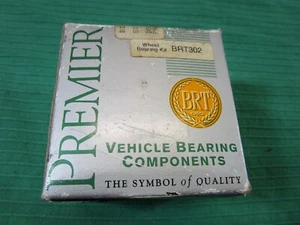 Wheel
Bearing Kit BRT302
PREMIER
BRT
VEHICLE BEARING
COMPONENTS
THE SYMBOL of QUALITY